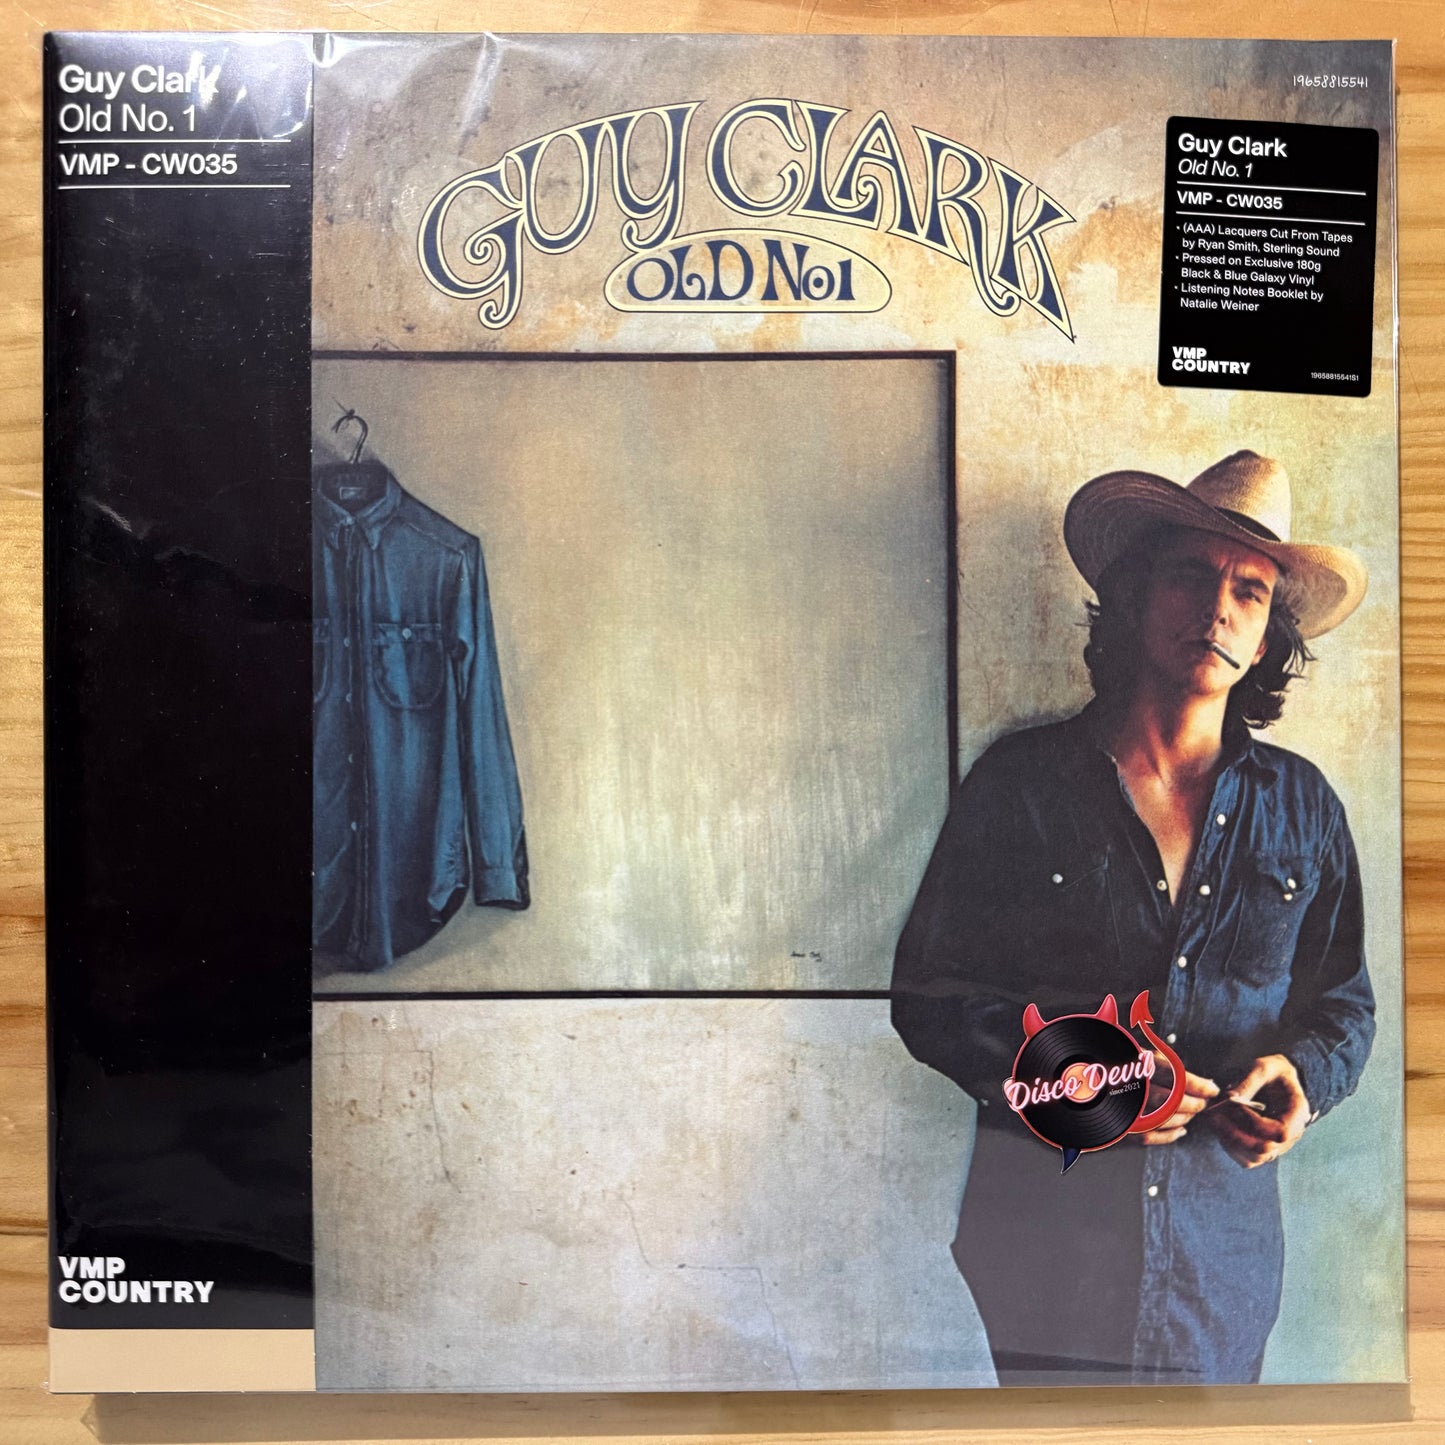 Guy Clark
Old No. 1
VMP - CW035
VMP
COUNTRY
GUY CLARK
OLD No1
19658815541
Guy Clark
Old No. 1
VMP - CW035
• (AAA) Lacquers Cut From Tapes
by Ryan Smith, Sterling Sound
• Pressed on Exclusive 180g
Black & Blue Galaxy Vinyl
• Listening Notes Booklet by
Natalie Weiner
VMP
COUNTRY
19658815541S1
Disco Devil
since 2021